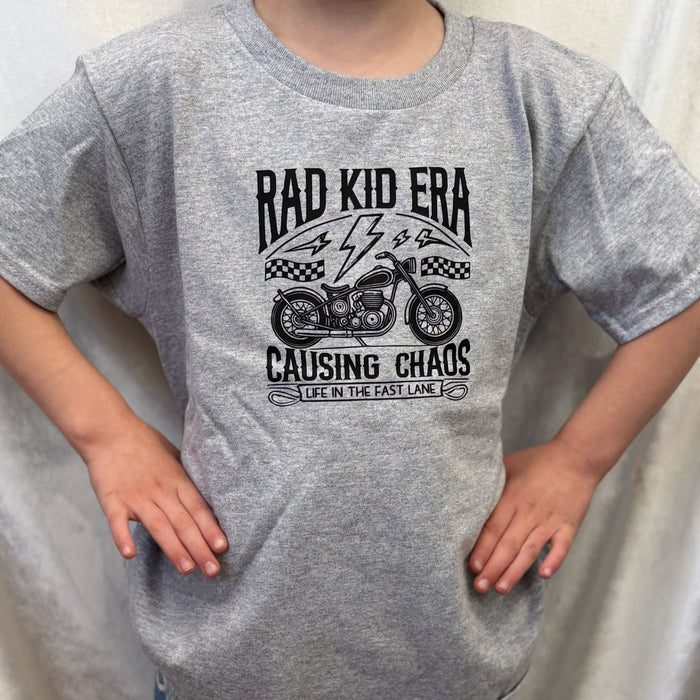 RAD KID ERA
CAUSING CHAOS
LIFE IN THE FAST LANE